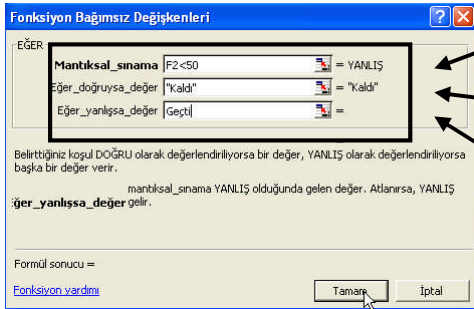 Fonksiyon Bağımsız Değişkenleri
EĞER
Mantıksal_sınama F2<50 = YANLIŞ
Eğer_doğruysa_değer "Kaldı" = "Kaldı"
Eğer_yanlışsa_değer Geçti =
Belirttiğiniz koşul DOĞRU olarak değerlendiriliyorsa bir değer, YANLIŞ olarak değerlendiriliyorsa
başka bir değer verir.
ğer_yanlışsa_değer mantıksal_sınama YANLIŞ olduğunda gelen değer. Atlanırsa, YANLIŞ
gelir.
Formül sonucu =
Fonksiyon yardımı Tamam İptal